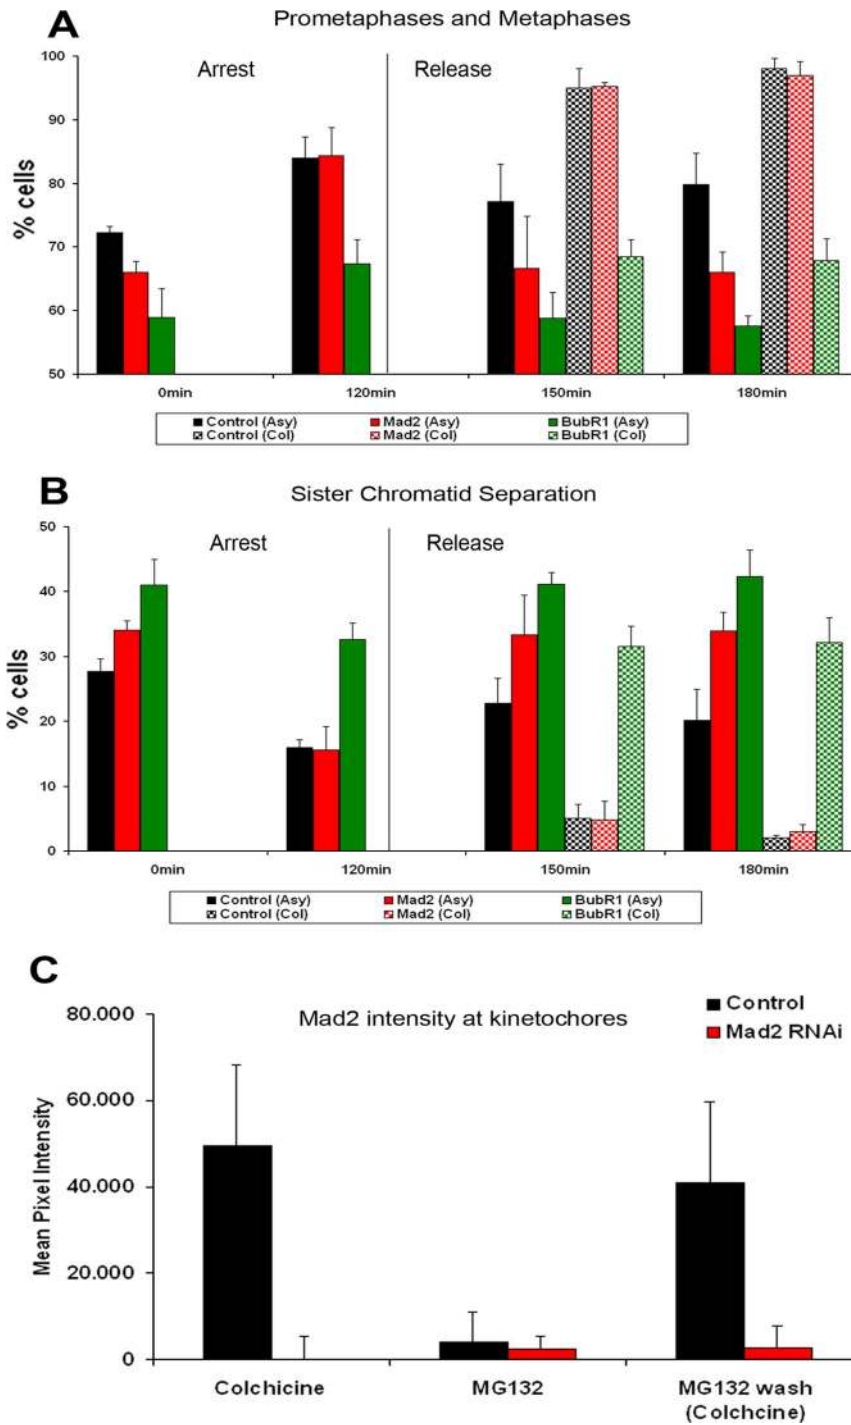 A
Prometaphases and Metaphases
Arrest
Release
% cells
100
90
80
70
60
50
0min
120min
150min
180min
Control (Asy)
Mad2 (Asy)
BubR1 (Asy)
Control (Col)
Mad2 (Col)
BubR1 (Col)
B
Sister Chromatid Separation
Arrest
Release
% cells
50
40
30
20
10
0
0min
120min
150min
180min
Control (Asy)
Mad2 (Asy)
BubR1 (Asy)
Control (Col)
Mad2 (Col)
BubR1 (Col)
C
Mad2 intensity at kinetochores
Control
Mad2 RNAi
Mean Pixel Intensity
80.000
60.000
40.000
20.000
0
Colchicine
MG132
MG132 wash
(Colchcine)